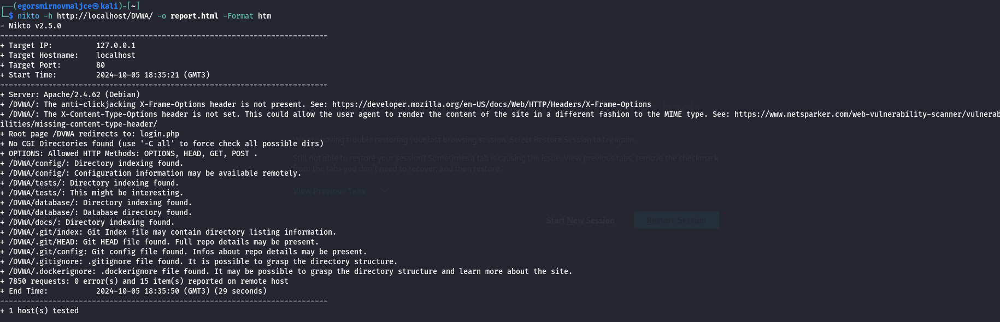 ┌──(egorsmirnovmaljce㉿kali)-[~]
└─$ nikto -h http://localhost/DVWA/ -o report.html -Format htm
- Nikto v2.5.0
---------------------------------------------------------------------------
+ Target IP:          127.0.0.1
+ Target Hostname:    localhost
+ Target Port:        80
+ Start Time:         2024-10-05 18:35:21 (GMT3)
---------------------------------------------------------------------------
+ Server: Apache/2.4.62 (Debian)
+ /DVWA/: The anti-clickjacking X-Frame-Options header is not present. See: https://developer.mozilla.org/en-US/docs/Web/HTTP/Headers/X-Frame-Options
+ /DVWA/: The X-Content-Type-Options header is not set. This could allow the user agent to render the content of the site in a different fashion to the MIME type. See: https://www.netsparker.com/web-vulnerability-scanner/vulnerab
ilities/missing-content-type-header/
+ Root page /DVWA redirects to: login.php
+ No CGI Directories found (use '-C all' to force check all possible dirs)
+ OPTIONS: Allowed HTTP Methods: OPTIONS, HEAD, GET, POST .
+ /DVWA/config/: Directory indexing found.
+ /DVWA/config/: Configuration information may be available remotely.
+ /DVWA/tests/: Directory indexing found.
+ /DVWA/tests/: This might be interesting.
+ /DVWA/database/: Directory indexing found.
+ /DVWA/database/: Database directory found.
+ /DVWA/docs/: Directory indexing found.
+ /DVWA/.git/index: Git Index file may contain directory listing information.
+ /DVWA/.git/HEAD: Git HEAD file found. Full repo details may be present.
+ /DVWA/.git/config: Git config file found. Infos about repo details may be present.
+ /DVWA/.gitignore: .gitignore file found. It is possible to grasp the directory structure.
+ /DVWA/.dockerignore: .dockerignore file found. It may be possible to grasp the directory structure and learn more about the site.
+ 7850 requests: 0 error(s) and 15 item(s) reported on remote host
+ End Time:           2024-10-05 18:35:50 (GMT3) (29 seconds)
---------------------------------------------------------------------------
+ 1 host(s) tested
having trouble restoring your last browsing session. Select Restore Session to try again.
Still not able to restore your session? Sometimes a tab is causing the issue. View previous tabs, remove the checkmark
from the tabs you don't need to recover, and then restore.
View Previous Tabs
Start New Session
Restore Session